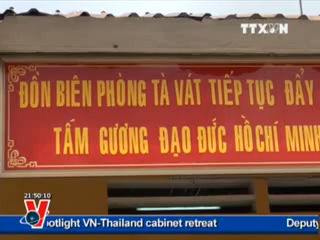 TTXVN
ĐỒN BIÊN PHÒNG TÀ VÁT TIẾP TỤC ĐẨY
TẤM GƯƠNG ĐẠO ĐỨC HỒ CHÍ MINH
21:50:10
V
potlight VN-Thailand cabinet retreat Deputy